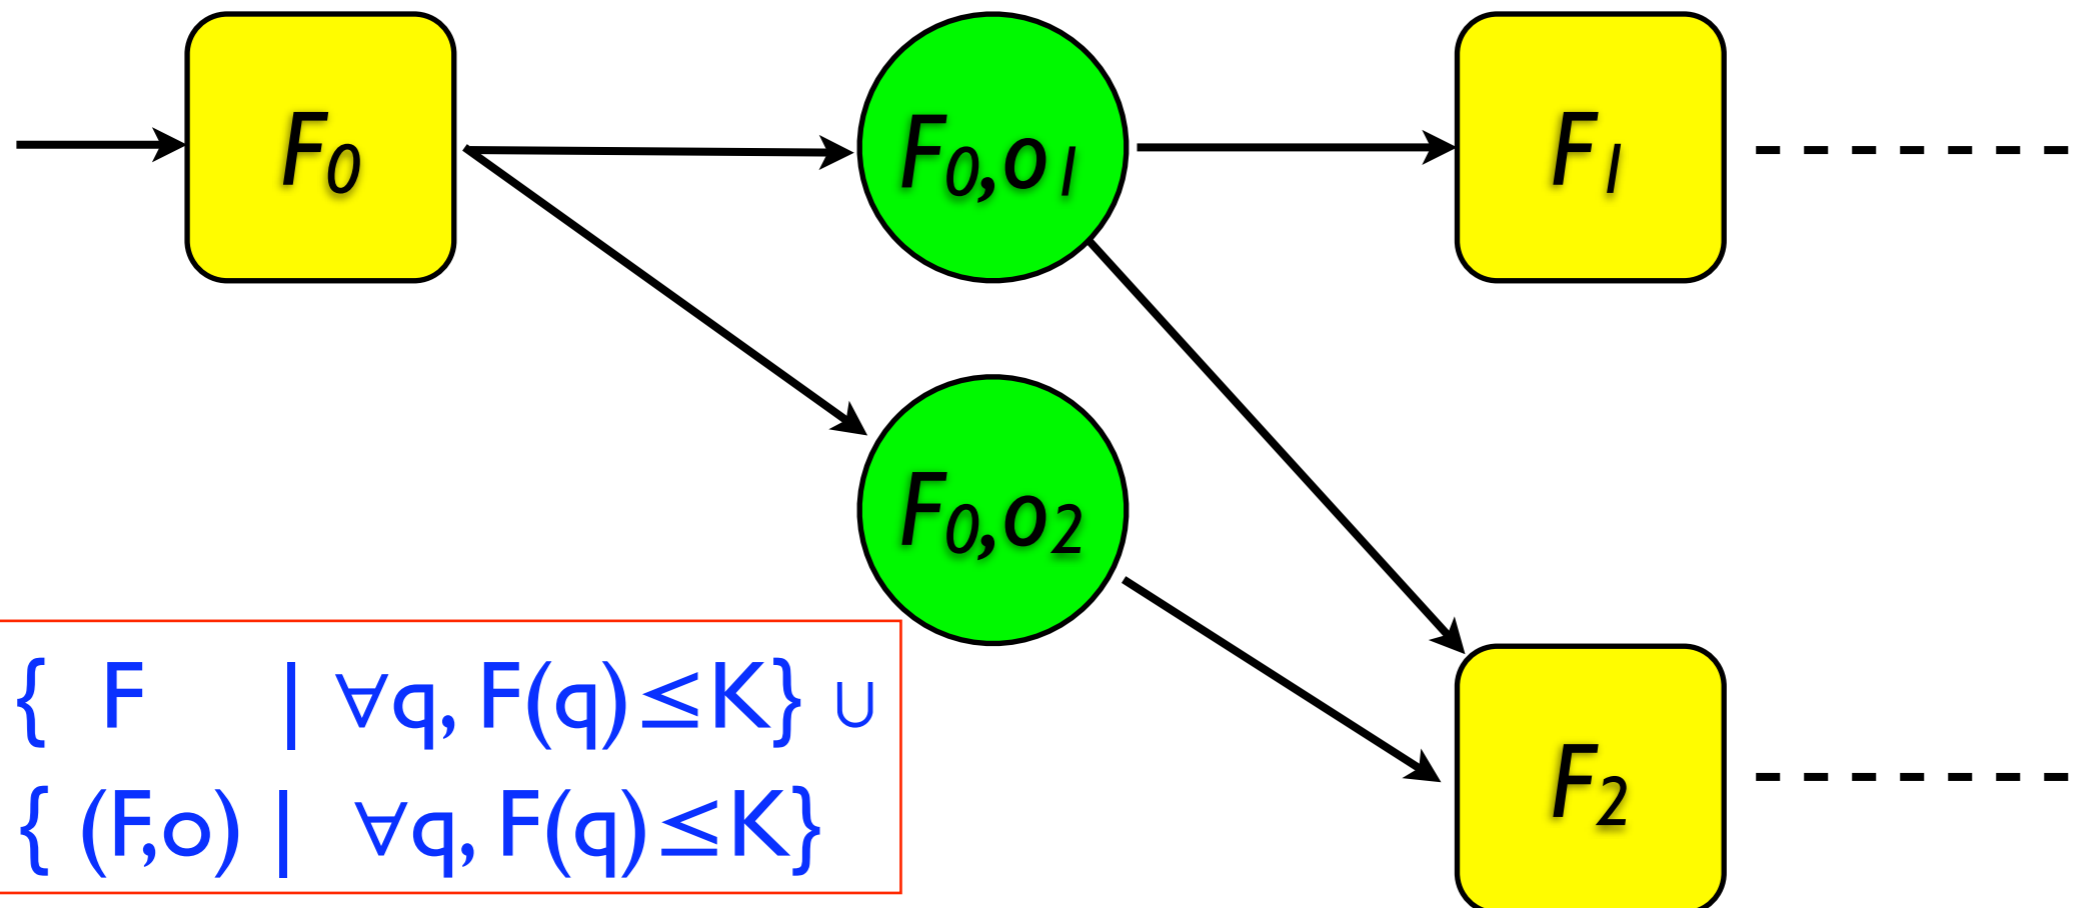 F0
F0,o1
F1
F0,o2
F2
{ F | ∀q, F(q)≤K} ∪
{ (F,o) | ∀q, F(q)≤K}